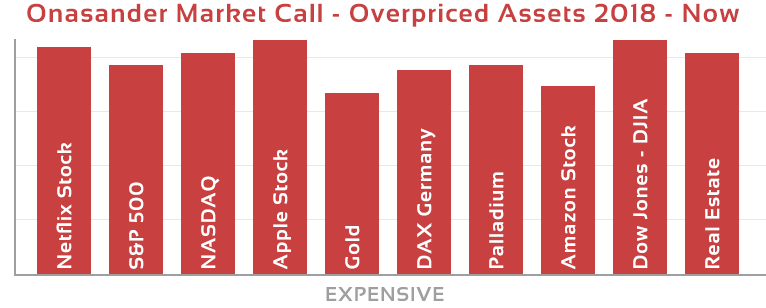 Onasander Market Call - Overpriced Assets 2018 - Now
Netflix Stock
S&P 500
NASDAQ
Apple Stock
Gold
DAX Germany
Palladium
Amazon Stock
Dow Jones - DJIA
Real Estate
EXPENSIVE